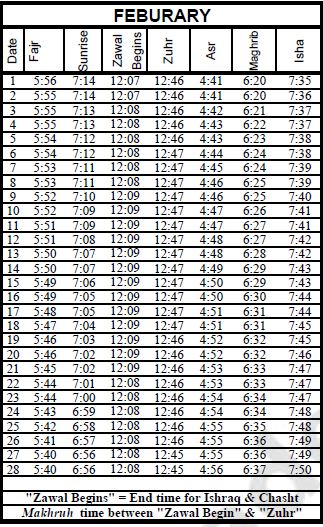 FEBURARY
Date Fajr Sunrise Zawal Begins Zuhr Asr Maghrib Isha
1 5:56 7:14 12:07 12:46 4:41 6:20 7:35
2 5:55 7:14 12:07 12:46 4:41 6:20 7:36
3 5:55 7:13 12:08 12:46 4:42 6:21 7:37
4 5:55 7:13 12:08 12:46 4:43 6:22 7:37
5 5:54 7:12 12:08 12:46 4:43 6:23 7:38
6 5:54 7:12 12:08 12:47 4:44 6:24 7:38
7 5:53 7:11 12:08 12:47 4:45 6:24 7:39
8 5:53 7:11 12:08 12:47 4:46 6:25 7:39
9 5:52 7:10 12:09 12:47 4:46 6:25 7:40
10 5:52 7:09 12:09 12:47 4:47 6:26 7:41
11 5:51 7:09 12:09 12:47 4:47 6:27 7:41
12 5:51 7:08 12:09 12:47 4:48 6:27 7:42
13 5:50 7:07 12:09 12:47 4:48 6:28 7:42
14 5:50 7:07 12:09 12:47 4:49 6:29 7:43
15 5:49 7:06 12:09 12:47 4:50 6:29 7:43
16 5:49 7:05 12:09 12:47 4:50 6:30 7:44
17 5:48 7:05 12:09 12:47 4:51 6:31 7:44
18 5:47 7:04 12:09 12:47 4:51 6:31 7:45
19 5:46 7:03 12:09 12:46 4:52 6:32 7:45
20 5:46 7:02 12:09 12:46 4:52 6:32 7:46
21 5:45 7:02 12:09 12:46 4:53 6:33 7:47
22 5:44 7:01 12:08 12:46 4:53 6:33 7:47
23 5:44 7:00 12:08 12:46 4:54 6:34 7:47
24 5:43 6:59 12:08 12:46 4:54 6:34 7:48
25 5:42 6:58 12:08 12:46 4:55 6:35 7:48
26 5:41 6:57 12:08 12:46 4:55 6:36 7:49
27 5:40 6:56 12:08 12:45 4:56 6:36 7:49
28 5:40 6:56 12:08 12:45 4:56 6:37 7:50
"Zawal Begins" = End time for Ishraq & Chasht
Makhruh time between "Zawal Begin" & "Zuhr"